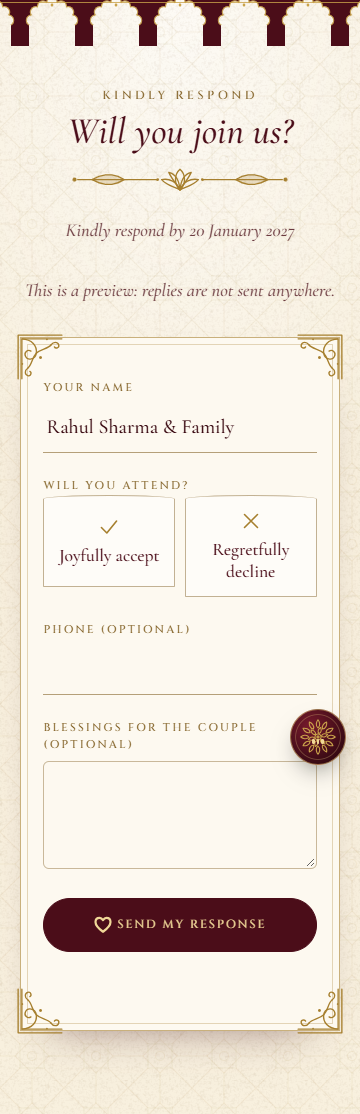 KINDLY RESPOND
Will you join us?
Kindly respond by 20 January 2027
This is a preview: replies are not sent anywhere.
YOUR NAME
Rahul Sharma & Family
WILL YOU ATTEND?
Joyfully accept
Regretfully
decline
PHONE (OPTIONAL)
BLESSINGS FOR THE COUPLE
(OPTIONAL)
SEND MY RESPONSE